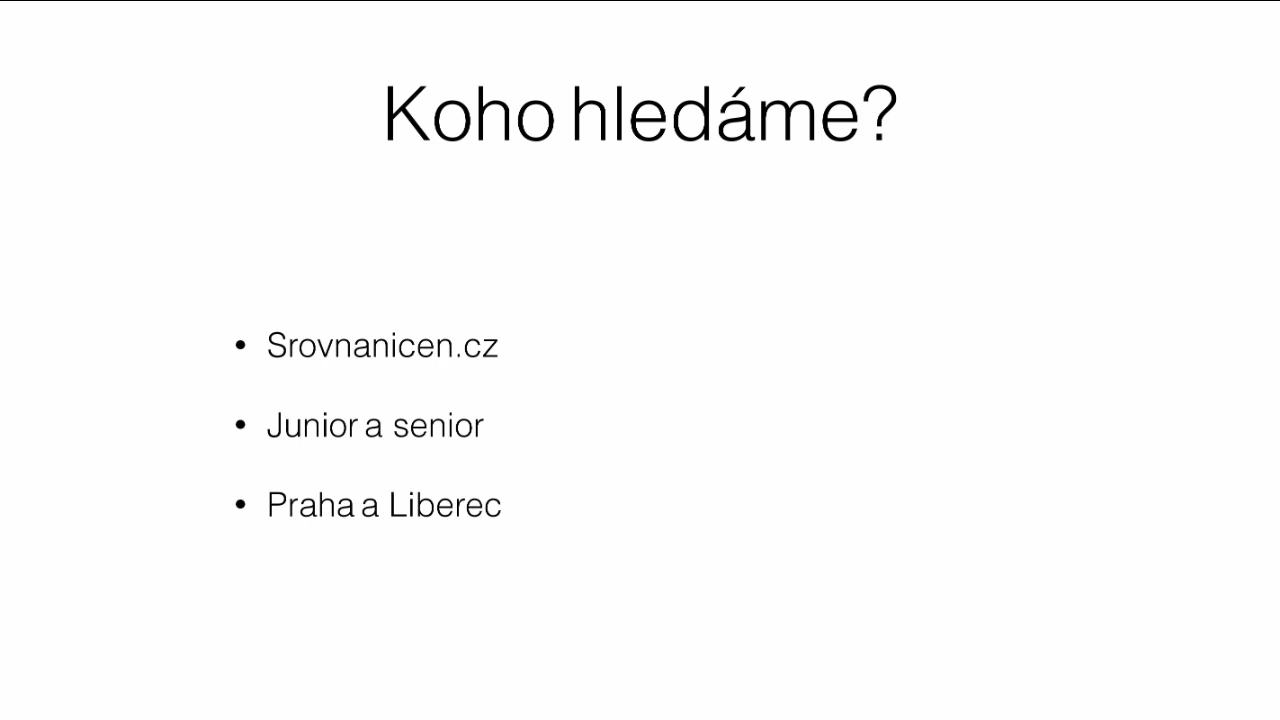 Koho hledáme?
• Srovnanicen.cz
• Junior a senior
• Praha a Liberec